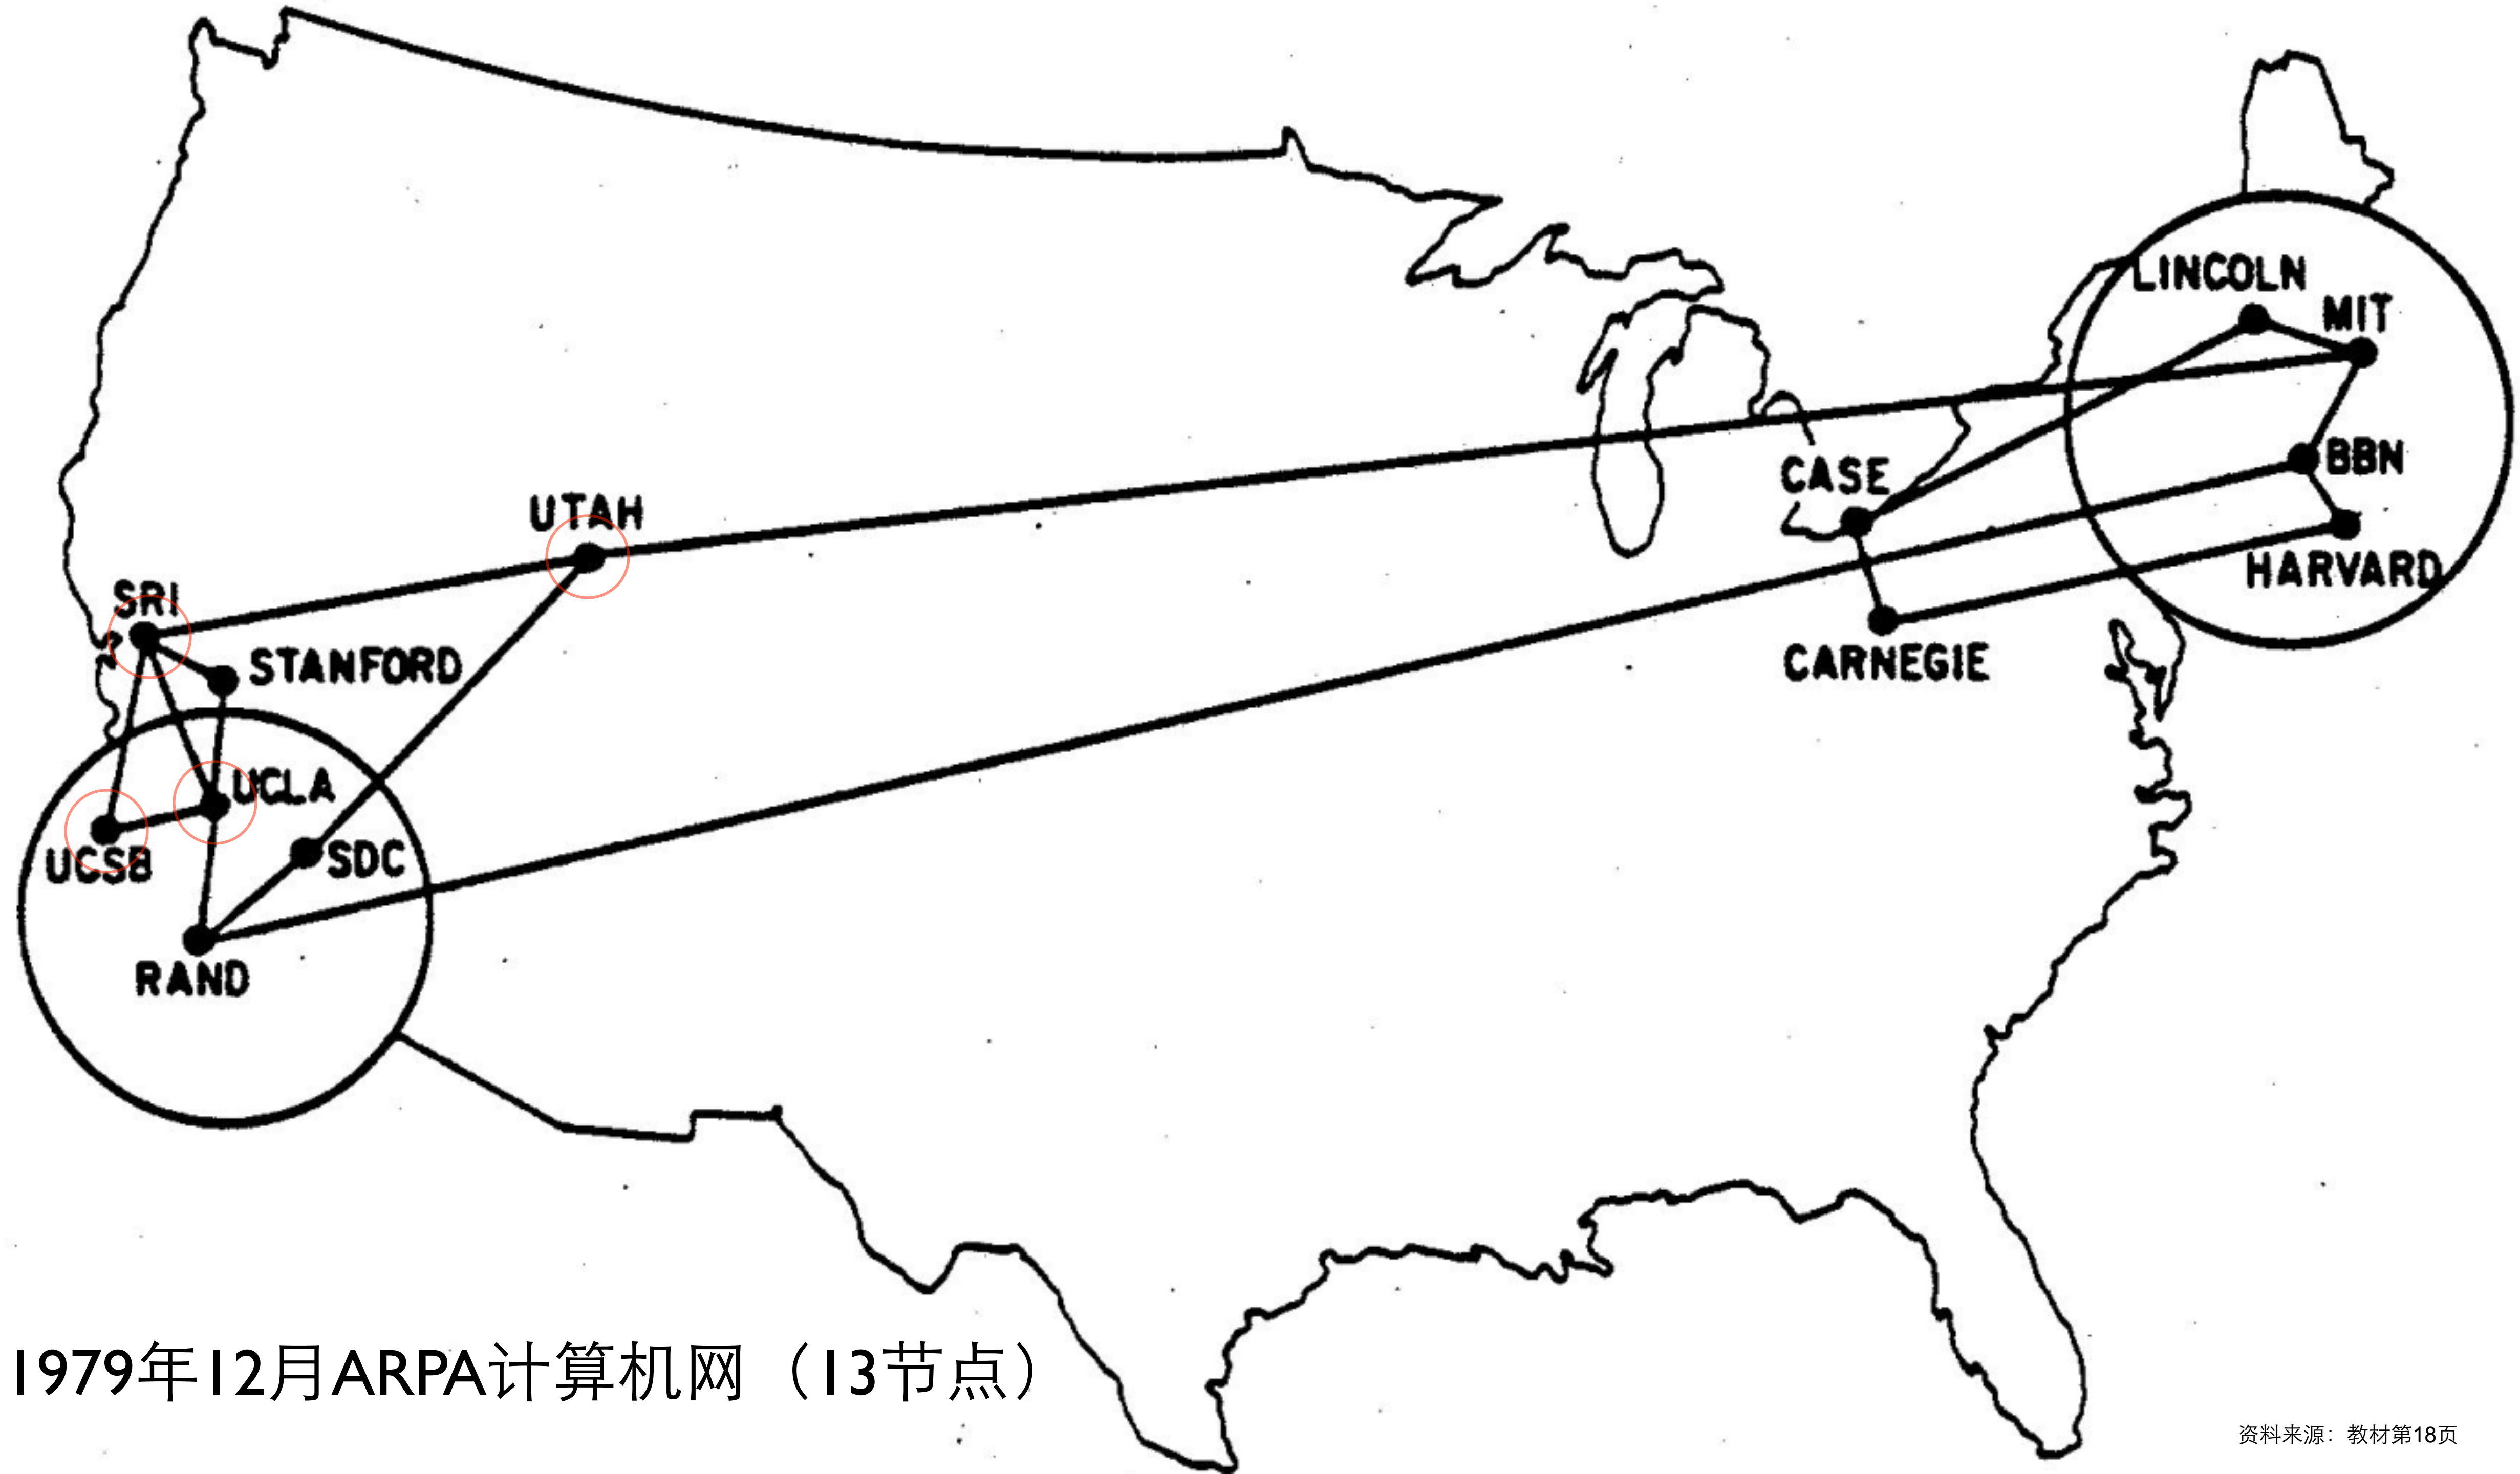 LINCOLN
MIT
BBN
CASE
UTAH
HARVARD
SRI
STANFORD
CARNEGIE
UCLA
UCSB
SDC
RAND
1979年12月ARPA计算机网（13节点）
资料来源：教材第18页